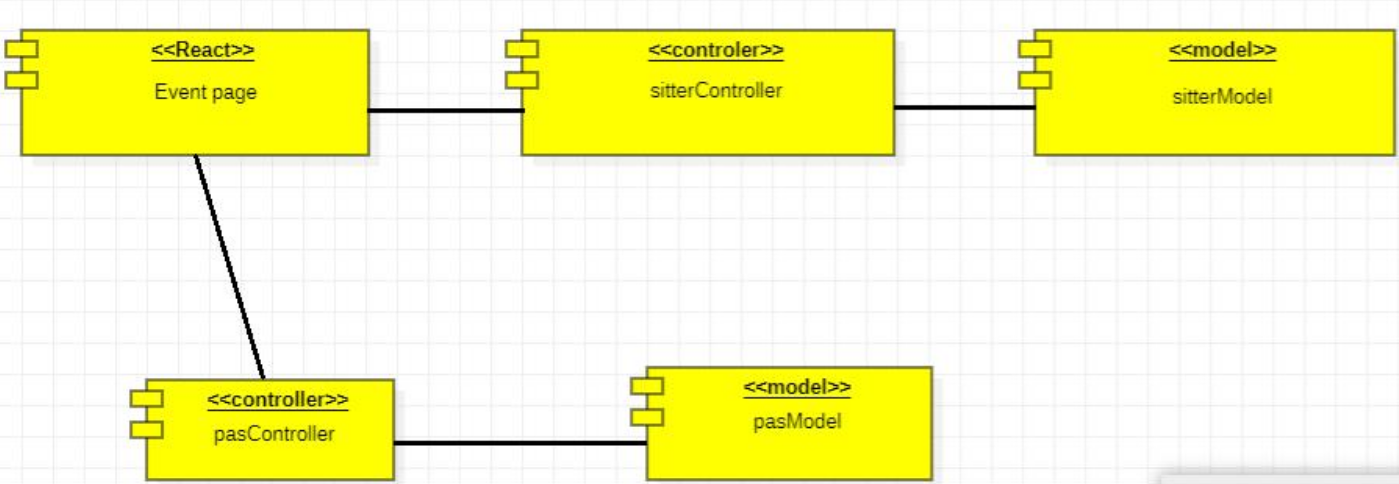 <<React>>
Event page
<<controler>>
sitterController
<<model>>
sitterModel
<<controller>>
pasController
<<model>>
pasModel